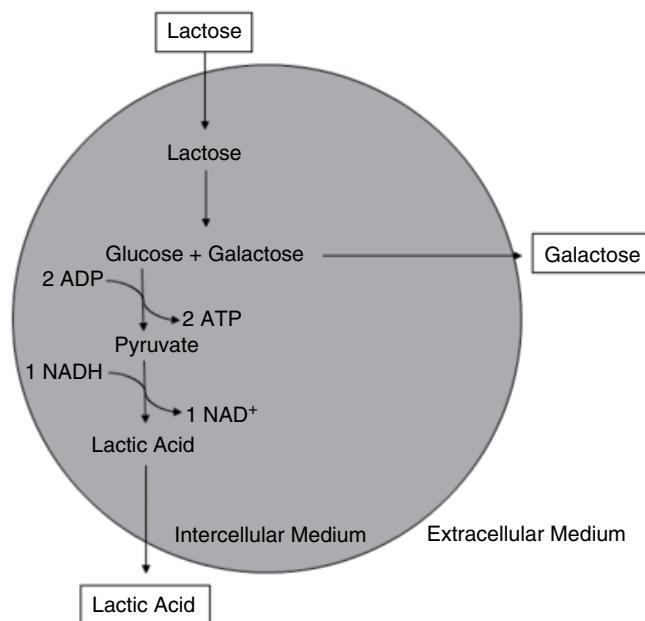 Lactose
Lactose
Glucose + Galactose
Galactose
2 ADP
2 ATP
Pyruvate
1 NADH
1 NAD⁺
Lactic Acid
Intercellular Medium
Extracellular Medium
Lactic Acid